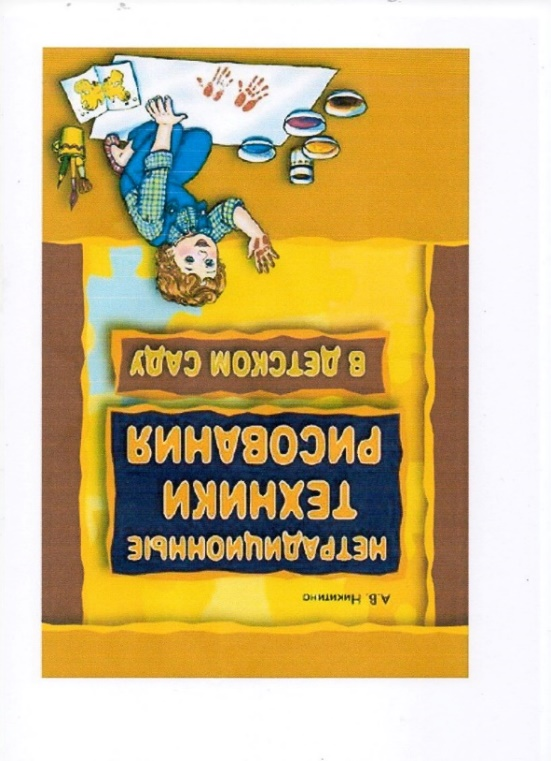 А.В. Никитина
НЕТРАДИЦИОННЫЕ
ТЕХНИКИ
РИСОВАНИЯ
В ДЕТСКОМ САДУ